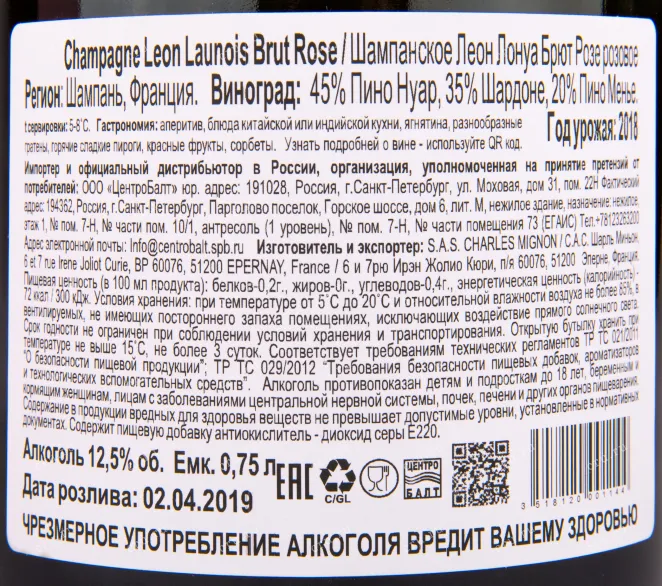 Champagne Leon Launois Brut Rose / Шампанское Леон Лонуа Брют Розе розовое
Регион: Шампань, Франция. Виноград: 45% Пино Нуар, 35% Шардоне, 20% Пино Менье.
t сервировки: 5-8°С. Гастрономия: аперитив, блюда китайской или индийской кухни, ягнятина, разнообразные
гратены, горячие сладкие пироги, красные фрукты, сорбеты. Узнать подробней о вине - используйте QR код.
Год урожая: 2018
Импортер и официальный дистрибьютор в России, организация, уполномоченная на принятие претензий от
потребителей: ООО «ЦентроБалт» юр. адрес: 191028, Россия, г.Санкт-Петербург, ул. Моховая, дом 31, пом. 22Н Фактический
адрес: 194362, Россия, г.Санкт-Петербург, Парголово поселок, Горское шоссе, дом 6, лит. М, нежилое здание, назначение: нежилое,
этаж 1, № пом. 7-Н, № части пом. 10/1, антресоль (1 уровень), № пом. 7-Н, № части помещения 73 (ЕГАИС) Тел.+78123263200
Адрес электронной почты: Info@centrobalt.spb.ru Изготовитель и экспортер: S.A.S. CHARLES MIGNON / С.А.С. Шарль Миньон,
6 et 7 rue Irene Joliot Curie, BP 60076, 51200 EPERNAY, France / 6 и 7рю Ирэн Жолио Кюри, п/я 60076, 51200 Эперне, Франция.
Пищевая ценность (в 100 мл продукта): белков-0,2г., жиров-0г., углеводов-0,4г., энергетическая ценность (калорийность) -
72 ккал / 300 кДж. Условия хранения: при температуре от 5°С до 20°С и относительной влажности воздуха не более 85%, в
вентилируемых, не имеющих постороннего запаха помещениях, исключающих воздействие прямого солнечного света.
Срок годности не ограничен при соблюдении условий хранения и транспортирования. Открытую бутылку хранить при
температуре не выше 15°С, не более 3 суток. Соответствует требованиям технических регламентов ТР ТС 021/2011
"О безопасности пищевой продукции"; ТР ТС 029/2012 "Требования безопасности пищевых добавок, ароматизаторов
и технологических вспомогательных средств". Алкоголь противопоказан детям и подросткам до 18 лет, беременным и
кормящим женщинам, лицам с заболеваниями центральной нервной системы, почек, печени и других органов пищеварения.
Содержание в продукции вредных для здоровья веществ не превышает допустимые уровни, установленные в нормативных
документах. Содержит пищевую добавку антиокислитель - диоксид серы Е220.
Алкоголь 12,5% об. Емк. 0,75 л
Дата розлива: 02.04.2019
EAC
C/GL
ЦЕНТРО
БАЛТ
3 518120 001144
ЧРЕЗМЕРНОЕ УПОТРЕБЛЕНИЕ АЛКОГОЛЯ ВРЕДИТ ВАШЕМУ ЗДОРОВЬЮ